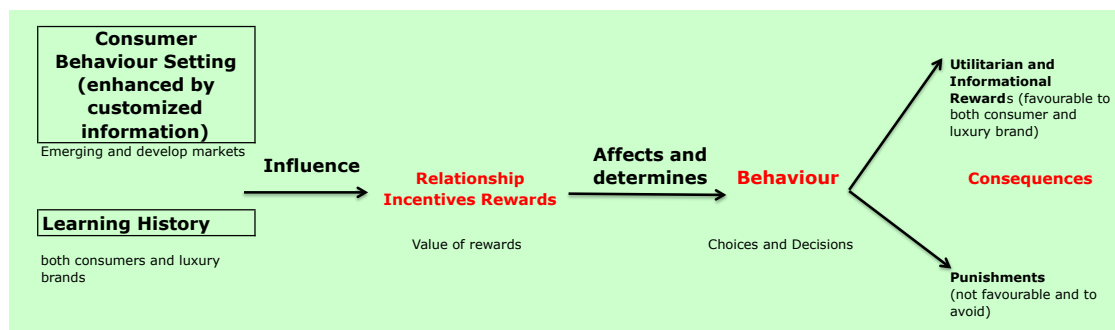 Consumer
Behaviour Setting
(enhanced by
customized
information)
Emerging and develop markets
Learning History
both consumers and luxury
brands
Influence
Relationship
Incentives Rewards
Value of rewards
Affects and
determines
Behaviour
Choices and Decisions
Utilitarian and
Informational
Rewards (favourable to
both consumer and
luxury brand)
Consequences
Punishments
(not favourable and to
avoid)